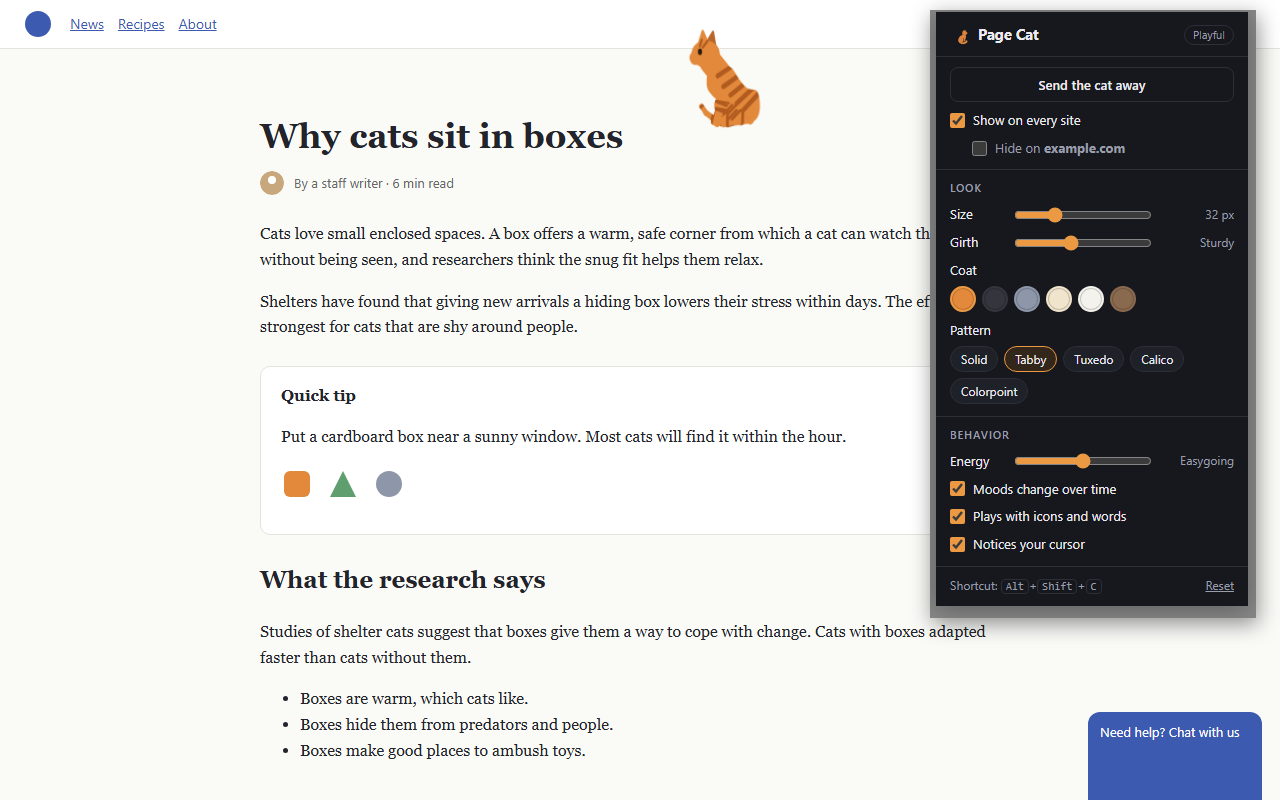 News Recipes About
Why cats sit in boxes
By a staff writer · 6 min read
Cats love small enclosed spaces. A box offers a warm, safe corner from which a cat can watch
without being seen, and researchers think the snug fit helps them relax.
Shelters have found that giving new arrivals a hiding box lowers their stress within days. The
strongest for cats that are shy around people.
Quick tip
Put a cardboard box near a sunny window. Most cats will find it within the hour.
What the research says
Studies of shelter cats suggest that boxes give them a way to cope with change. Cats with boxes adapted
faster than cats without them.
• Boxes are warm, which cats like.
• Boxes hide them from predators and people.
• Boxes make good places to ambush toys.
Page Cat Playful
Send the cat away
Show on every site
Hide on example.com
LOOK
Size 32 px
Girth Sturdy
Coat
Pattern
Solid Tabby Tuxedo Calico
Colorpoint
BEHAVIOR
Energy Easygoing
Moods change over time
Plays with icons and words
Notices your cursor
Shortcut: Alt + Shift + C Reset
Need help? Chat with us